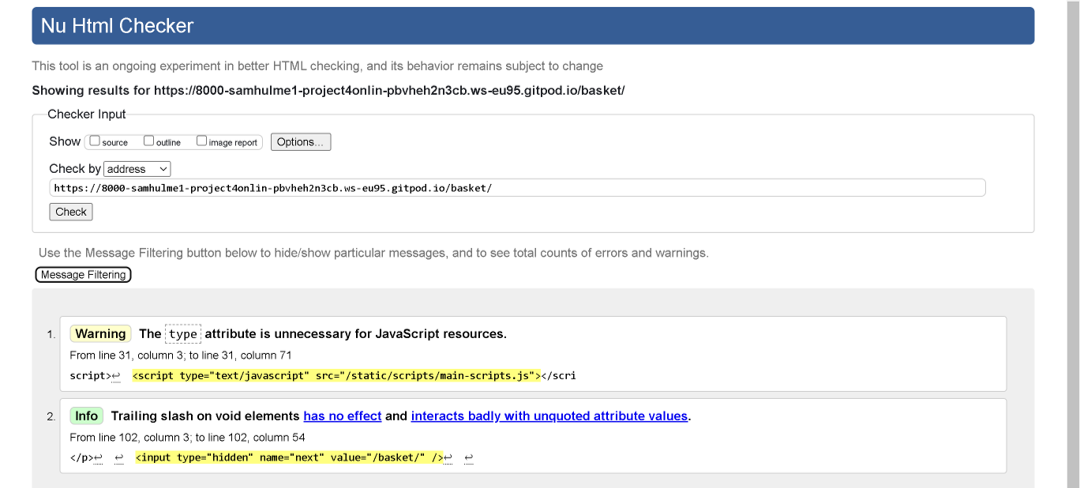 Nu Html Checker
This tool is an ongoing experiment in better HTML checking, and its behavior remains subject to change
Showing results for https://8000-samhulme1-project4onlin-pbvheh2n3cb.ws-eu95.gitpod.io/basket/
Checker Input
Show source outline image report Options...
Check by address
https://8000-samhulme1-project4onlin-pbvheh2n3cb.ws-eu95.gitpod.io/basket/
Check
Use the Message Filtering button below to hide/show particular messages, and to see total counts of errors and warnings.
Message Filtering
1. Warning The type attribute is unnecessary for JavaScript resources.
From line 31, column 3; to line 31, column 71
script>↩ <script type="text/javascript" src="/static/scripts/main-scripts.js"></scri
2. Info Trailing slash on void elements has no effect and interacts badly with unquoted attribute values.
From line 102, column 3; to line 102, column 54
</p>↩ ↩ <input type="hidden" name="next" value="/basket/" />↩ ↩